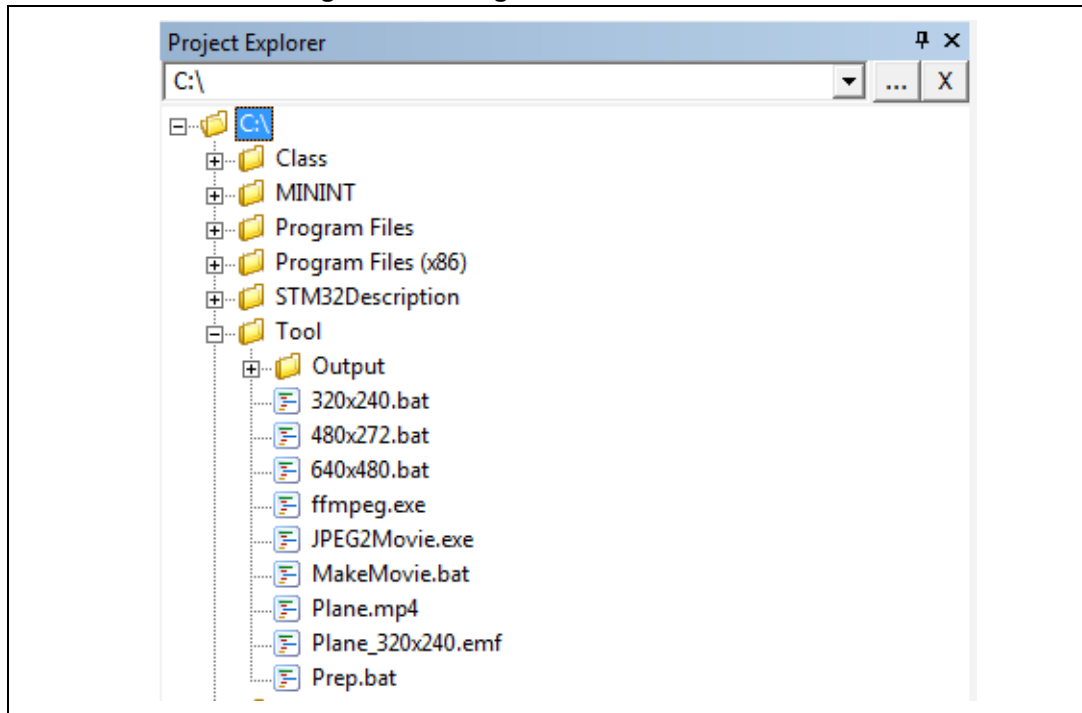 Project Explorer
C:\
... X
C:\
Class
MININT
Program Files
Program Files (x86)
STM32Description
Tool
Output
320x240.bat
480x272.bat
640x480.bat
ffmpeg.exe
JPEG2Movie.exe
MakeMovie.bat
Plane.mp4
Plane_320x240.emf
Prep.bat